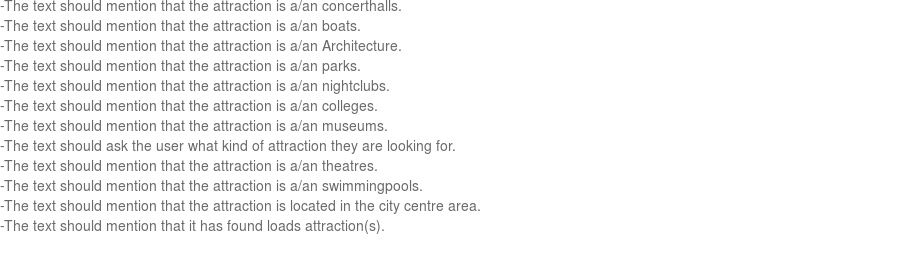 -The text should mention that the attraction is a/an concerthalls.
-The text should mention that the attraction is a/an boats.
-The text should mention that the attraction is a/an Architecture.
-The text should mention that the attraction is a/an parks.
-The text should mention that the attraction is a/an nightclubs.
-The text should mention that the attraction is a/an colleges.
-The text should mention that the attraction is a/an museums.
-The text should ask the user what kind of attraction they are looking for.
-The text should mention that the attraction is a/an theatres.
-The text should mention that the attraction is a/an swimmingpools.
-The text should mention that the attraction is located in the city centre area.
-The text should mention that it has found loads attraction(s).